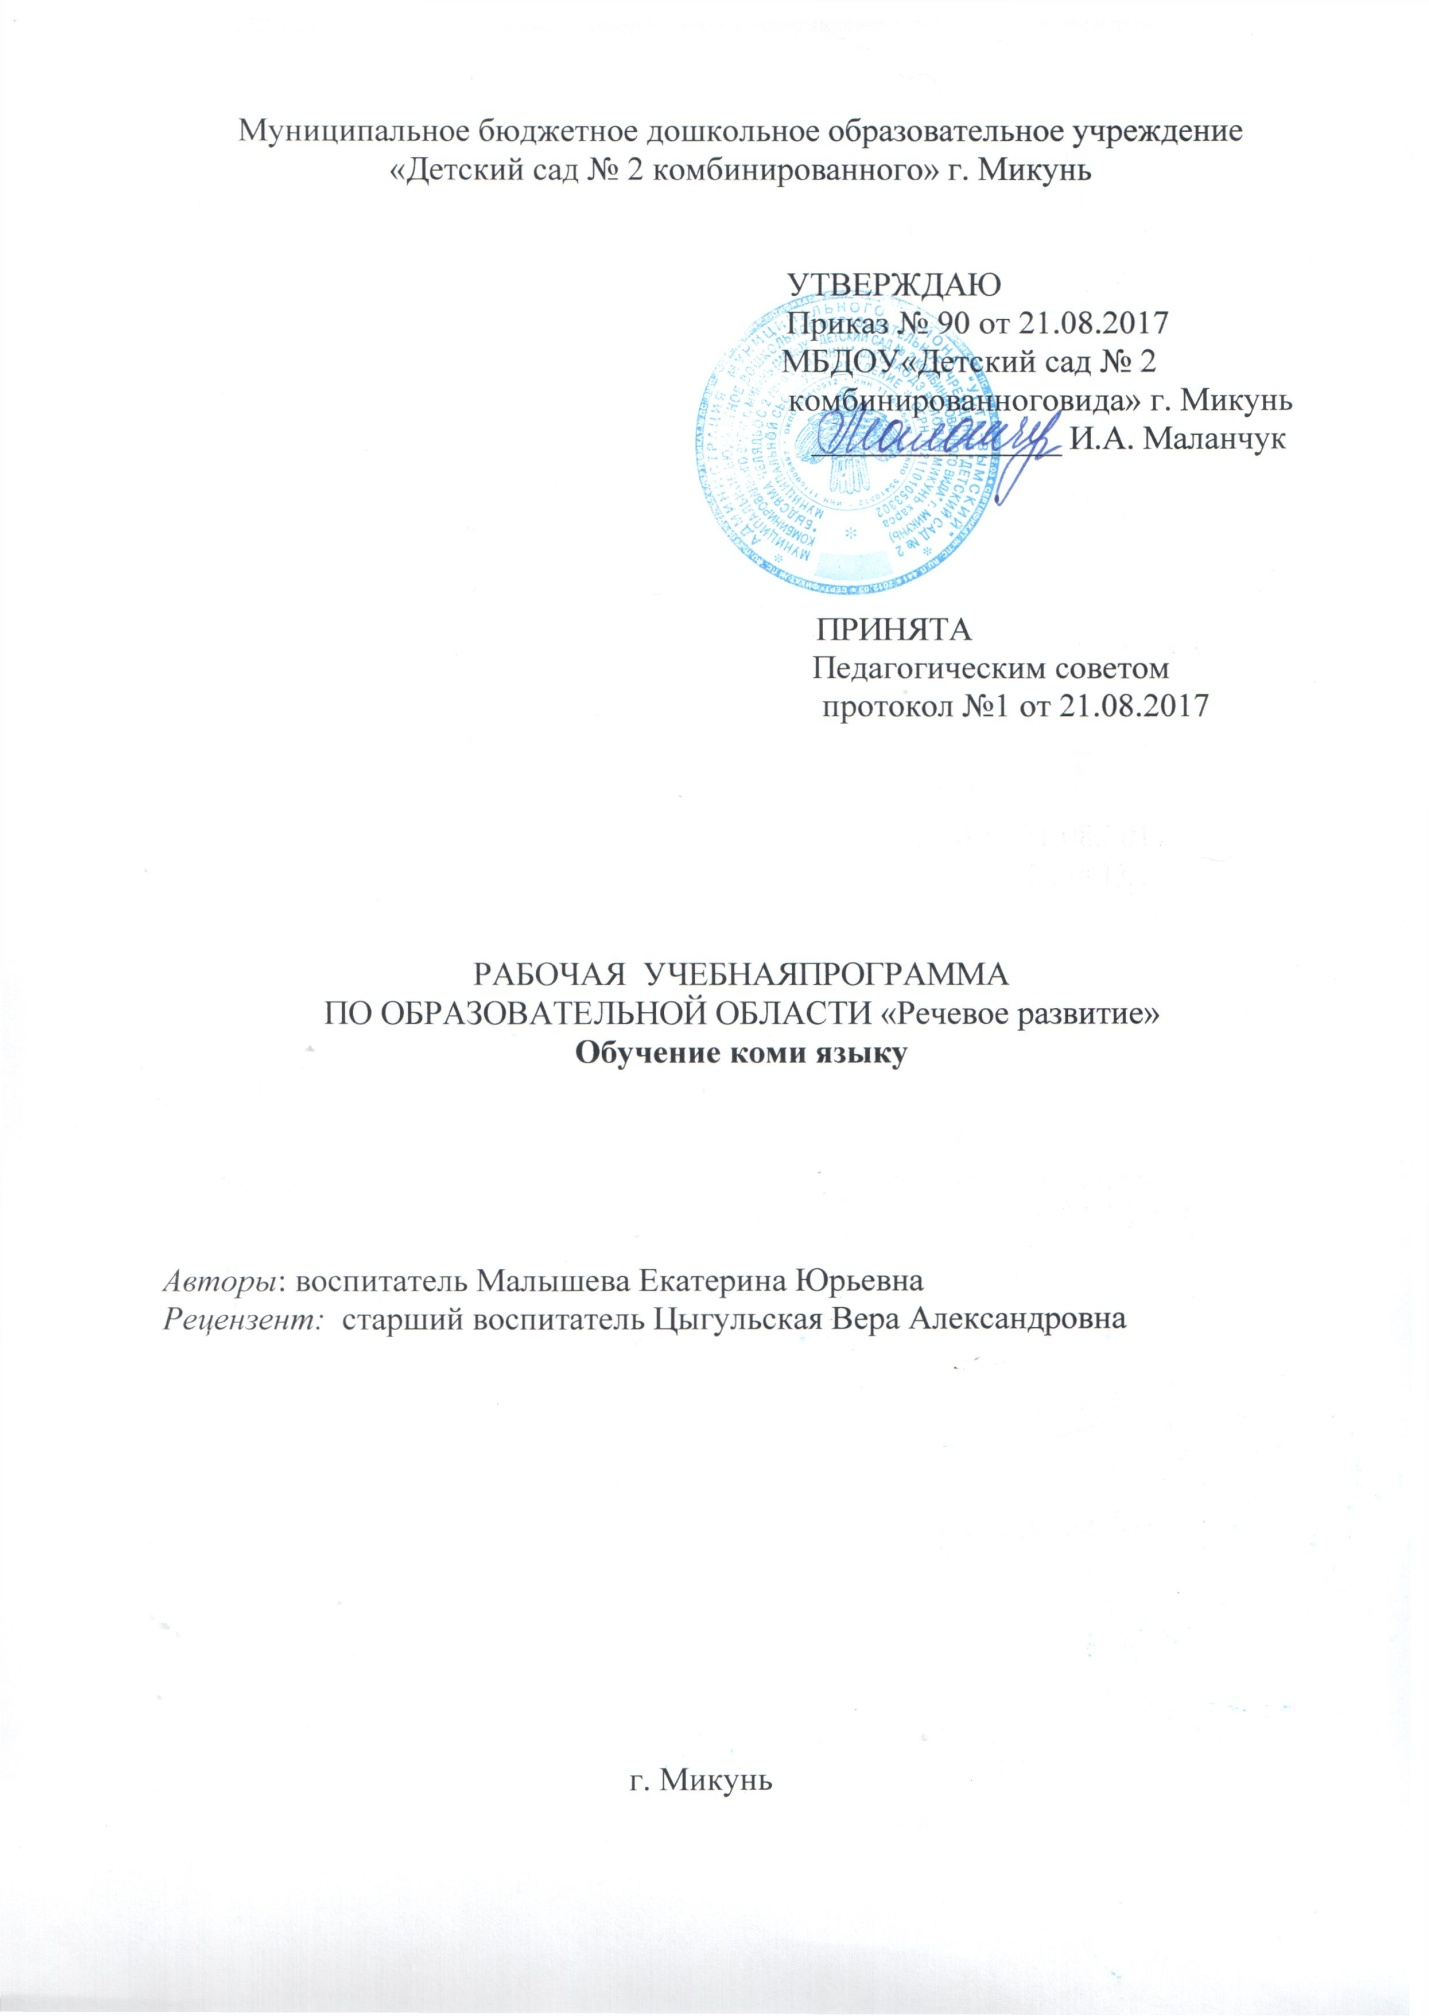 Муниципальное бюджетное дошкольное образовательное учреждение
«Детский сад № 2 комбинированного» г. Микунь
УТВЕРЖДАЮ
Приказ № 90 от 21.08.2017
МБДОУ«Детский сад № 2
комбинированноговида» г. Микунь
И.А. Маланчук
ПРИНЯТА
Педагогическим советом
протокол №1 от 21.08.2017
РАБОЧАЯ УЧЕБНАЯПРОГРАММА
ПО ОБРАЗОВАТЕЛЬНОЙ ОБЛАСТИ «Речевое развитие»
Обучение коми языку
Авторы: воспитатель Малышева Екатерина Юрьевна
Рецензент: старший воспитатель Цыгульская Вера Александровна
г. Микунь